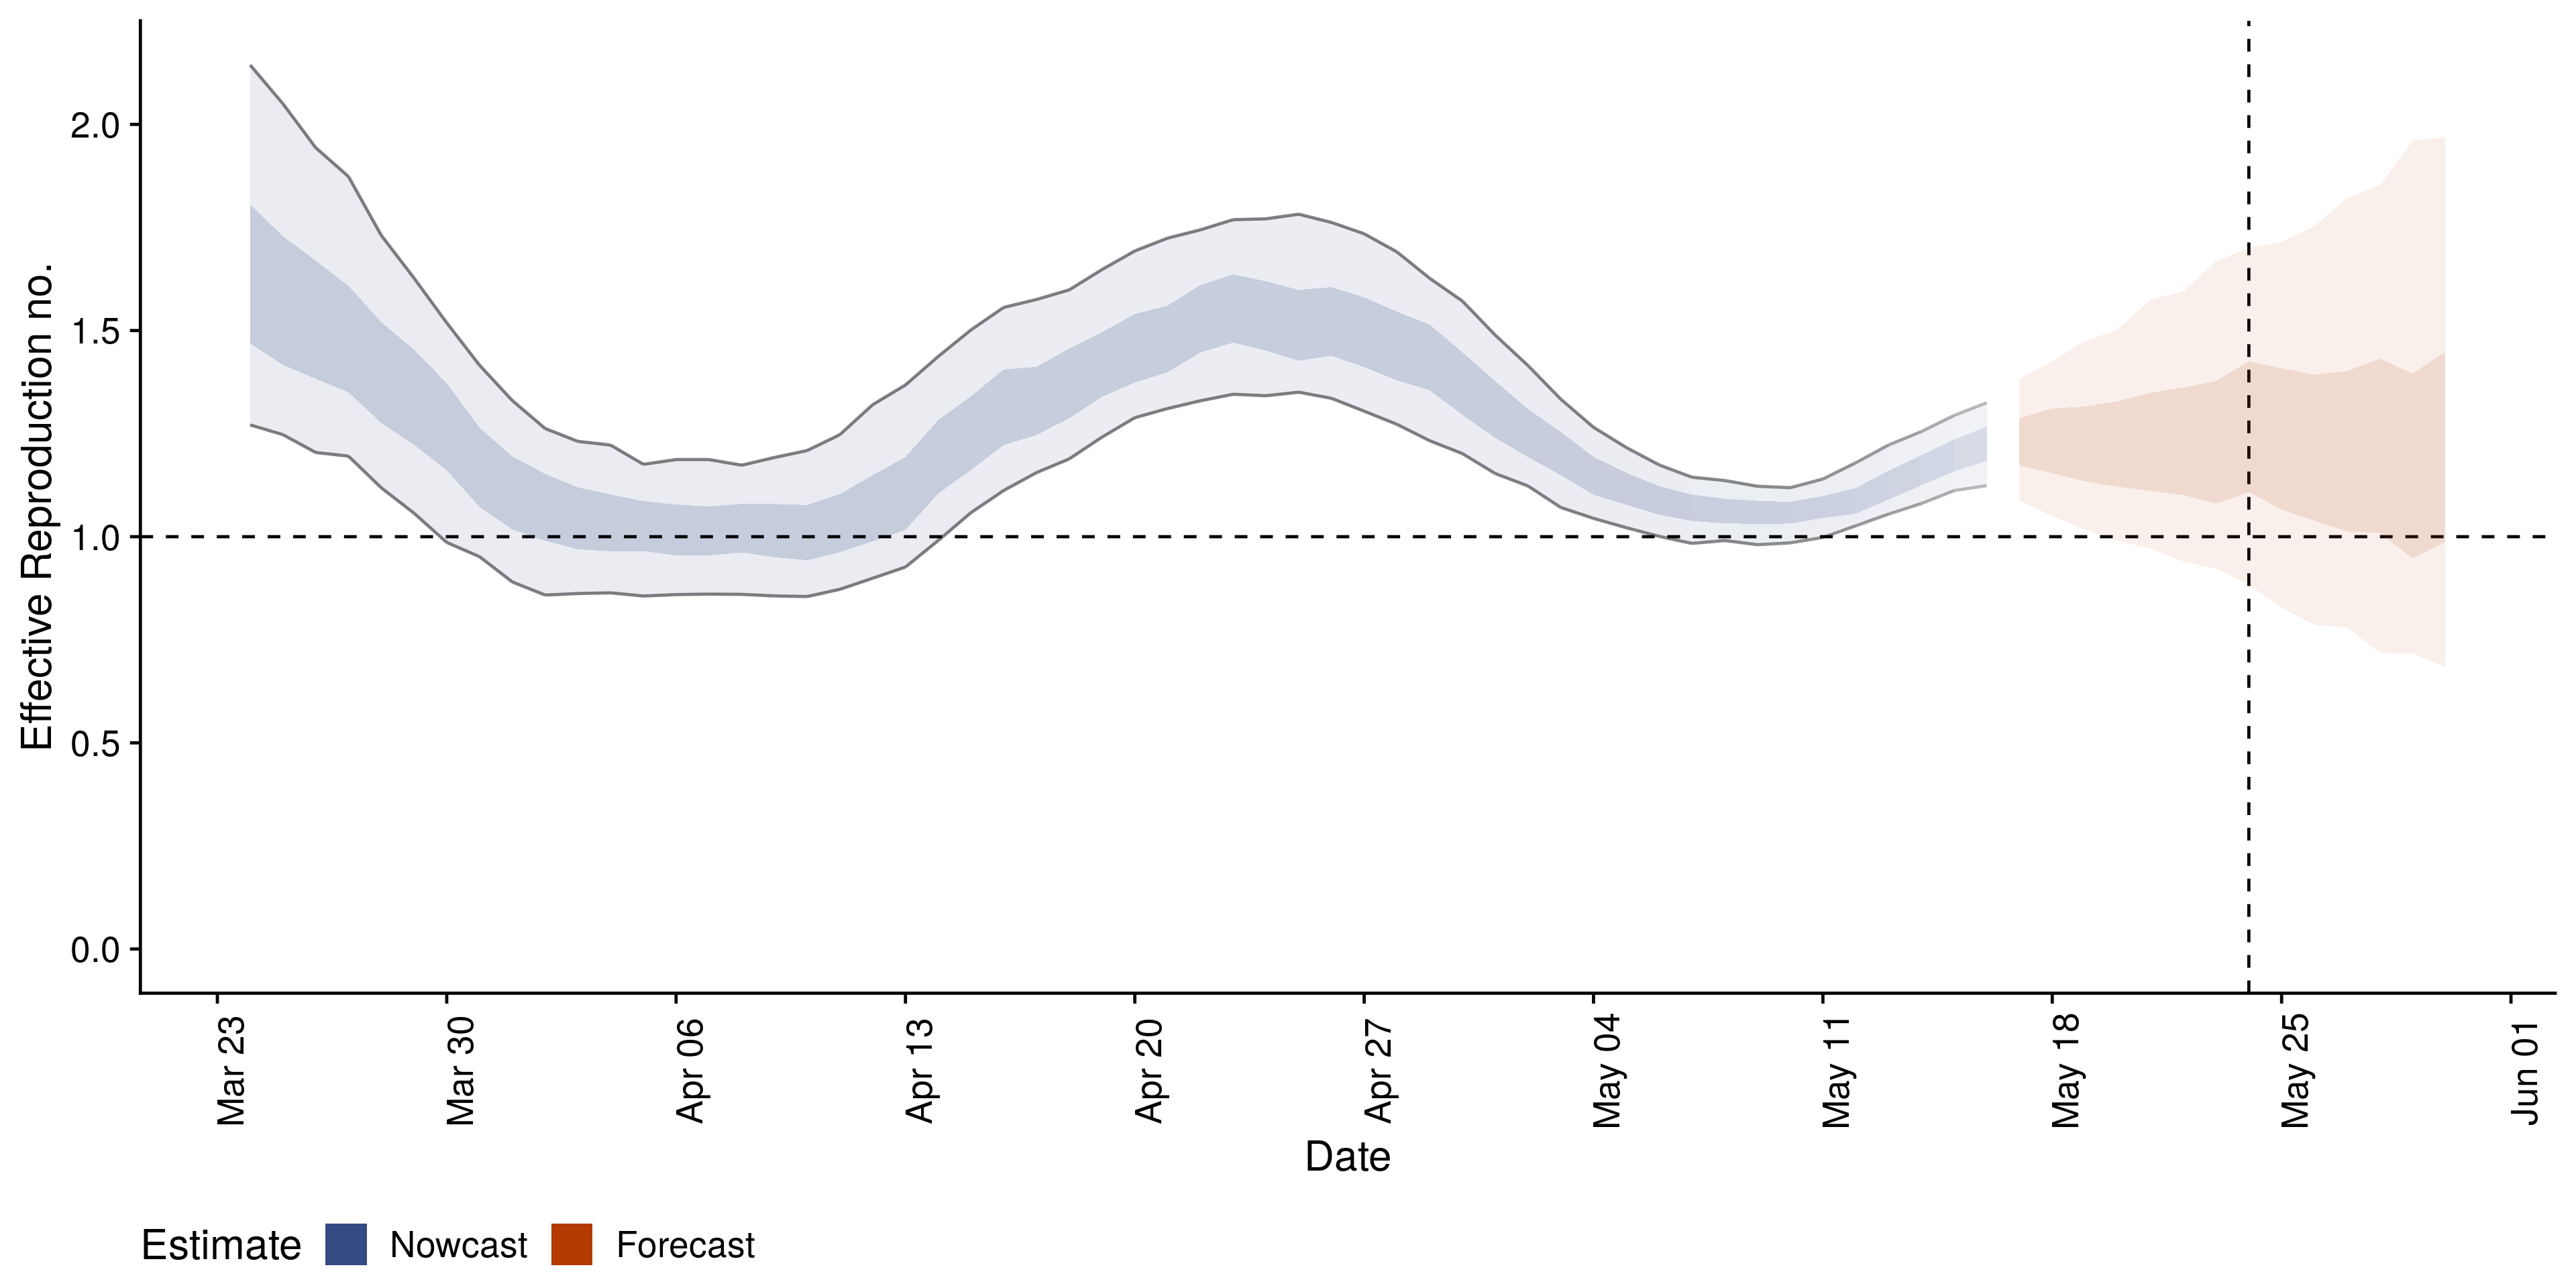 Effective Reproduction no.
2.0
1.5
1.0
0.5
0.0
Mar 23
Mar 30
Apr 06
Apr 13
Apr 20
Apr 27
May 04
May 11
May 18
May 25
Jun 01
Date
Estimate Nowcast Forecast